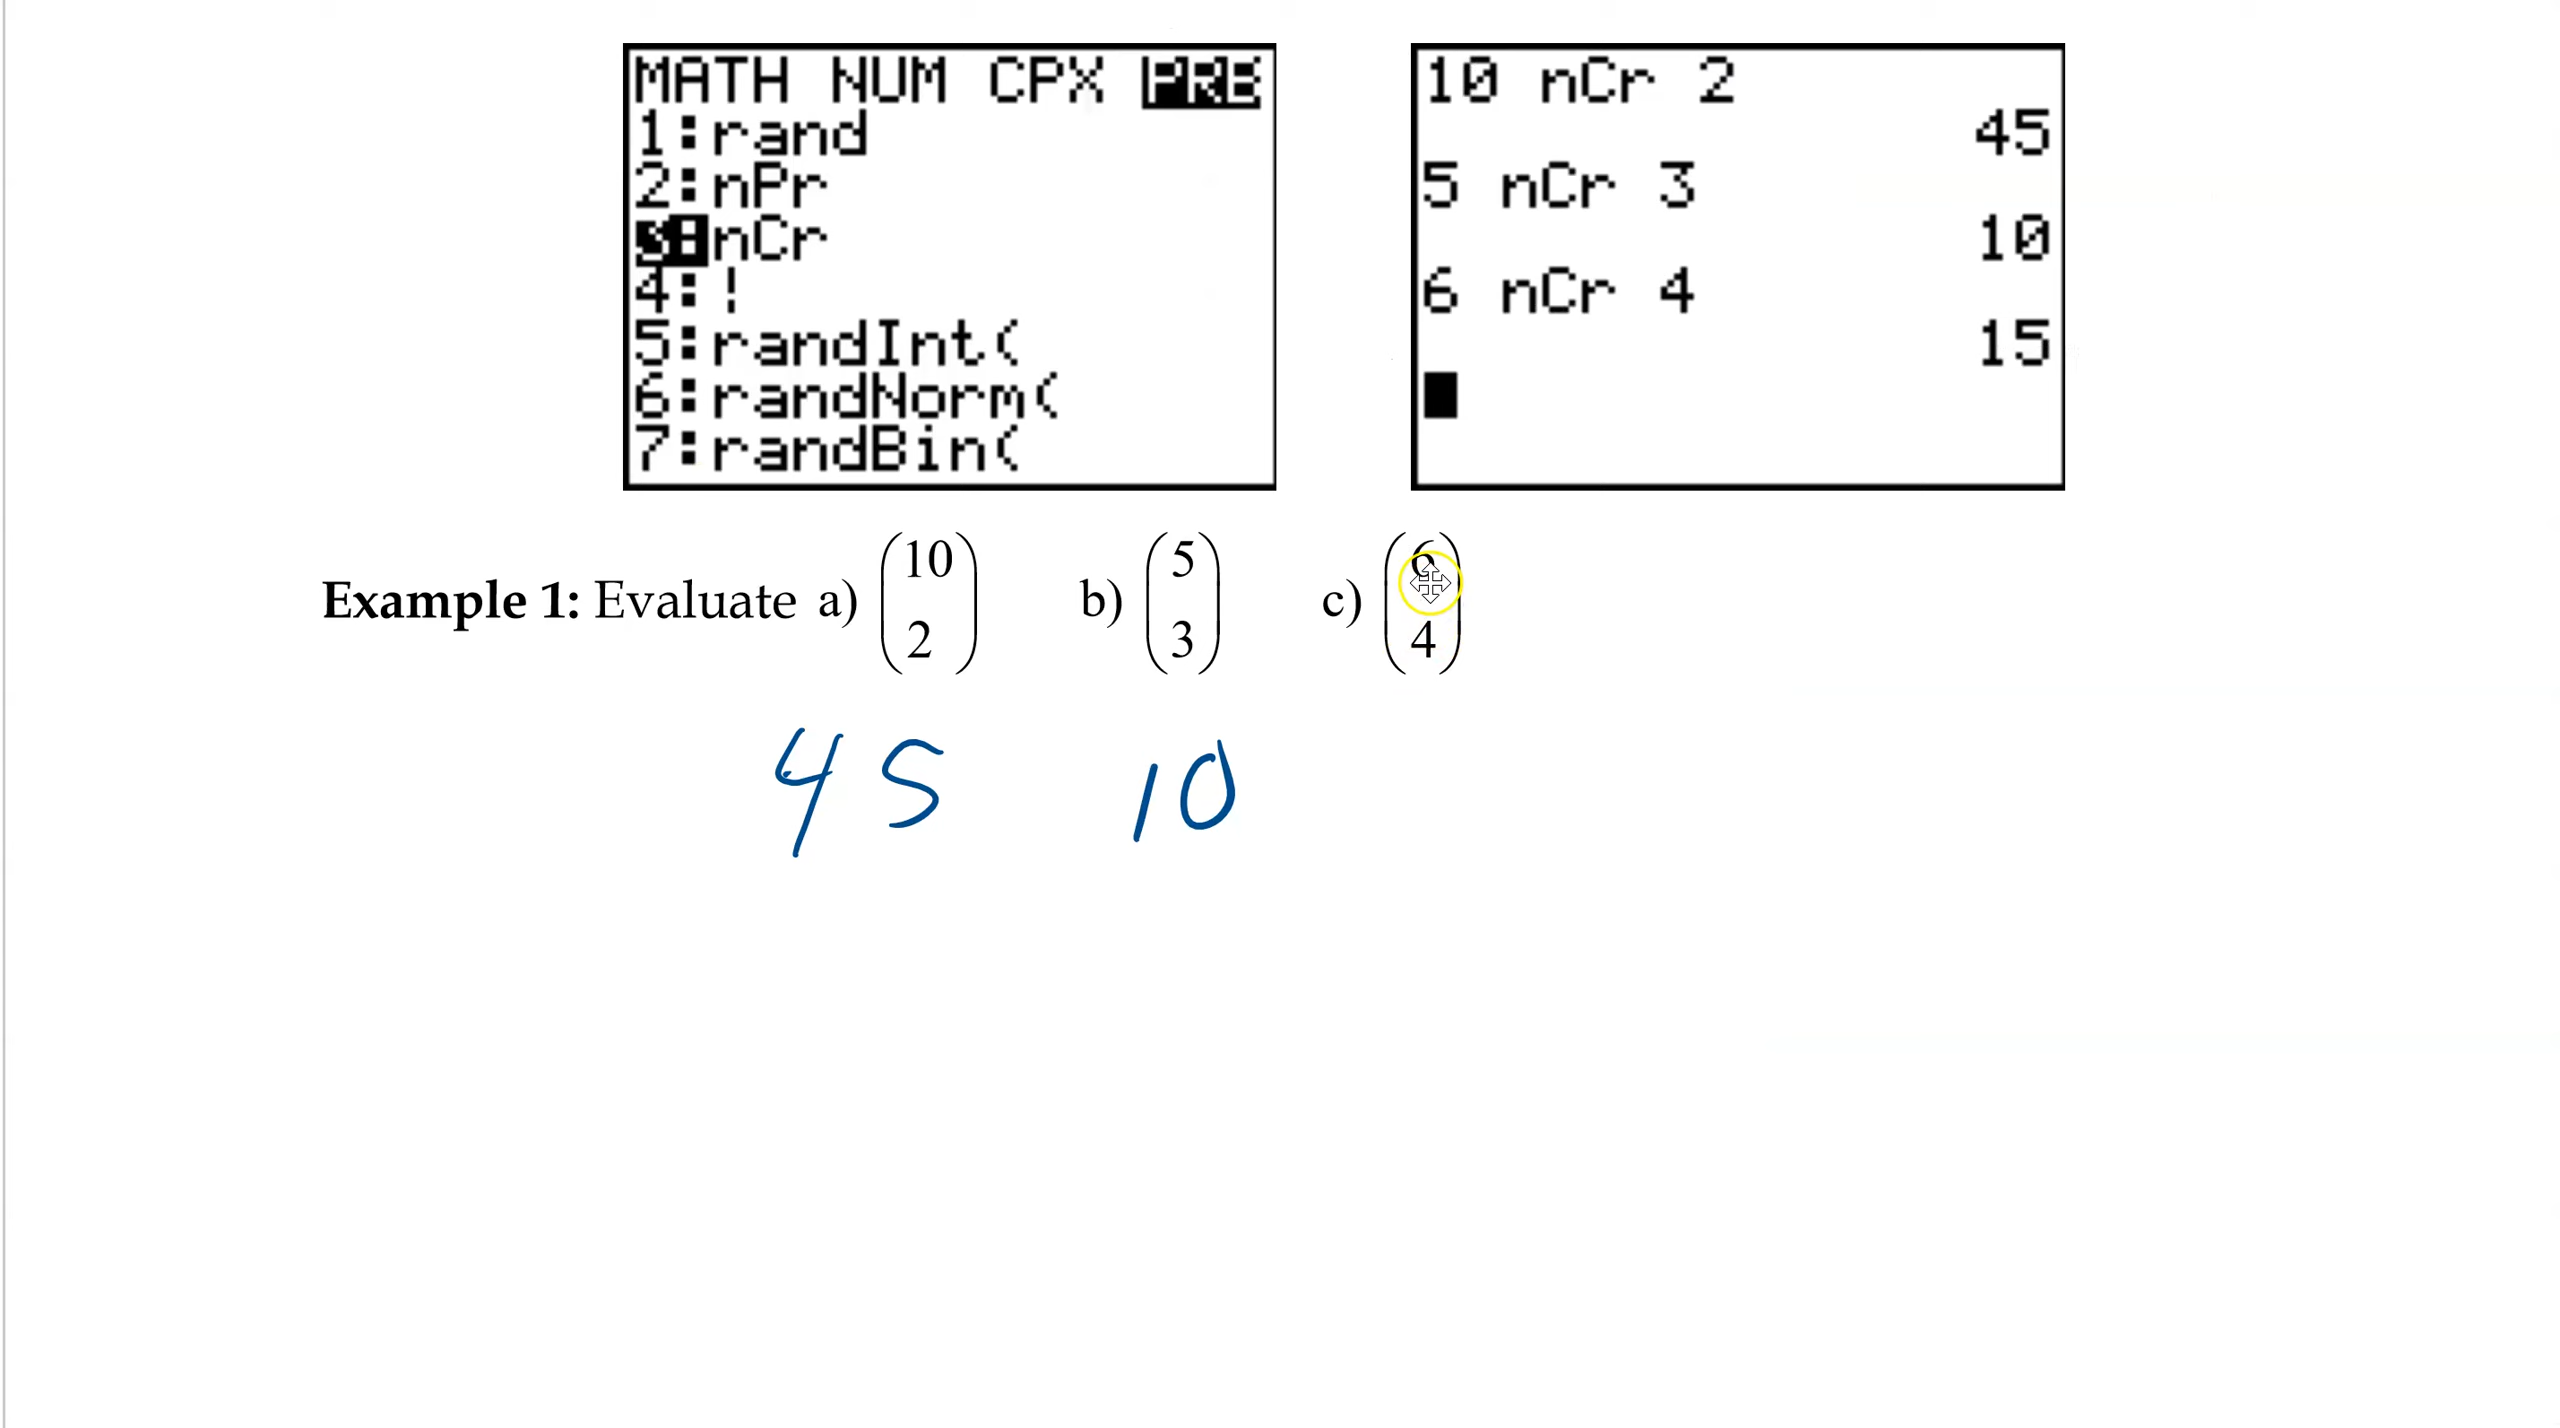 MATH NUM CPX PRB
1:rand
2:nPr
3:nCr
4:!
5:randInt(
6:randNorm(
7:randBin(
10 nCr 2
45
5 nCr 3
10
6 nCr 4
15
Example 1: Evaluate a) (10 2) b) (5 3) c) (6 4)
45 10